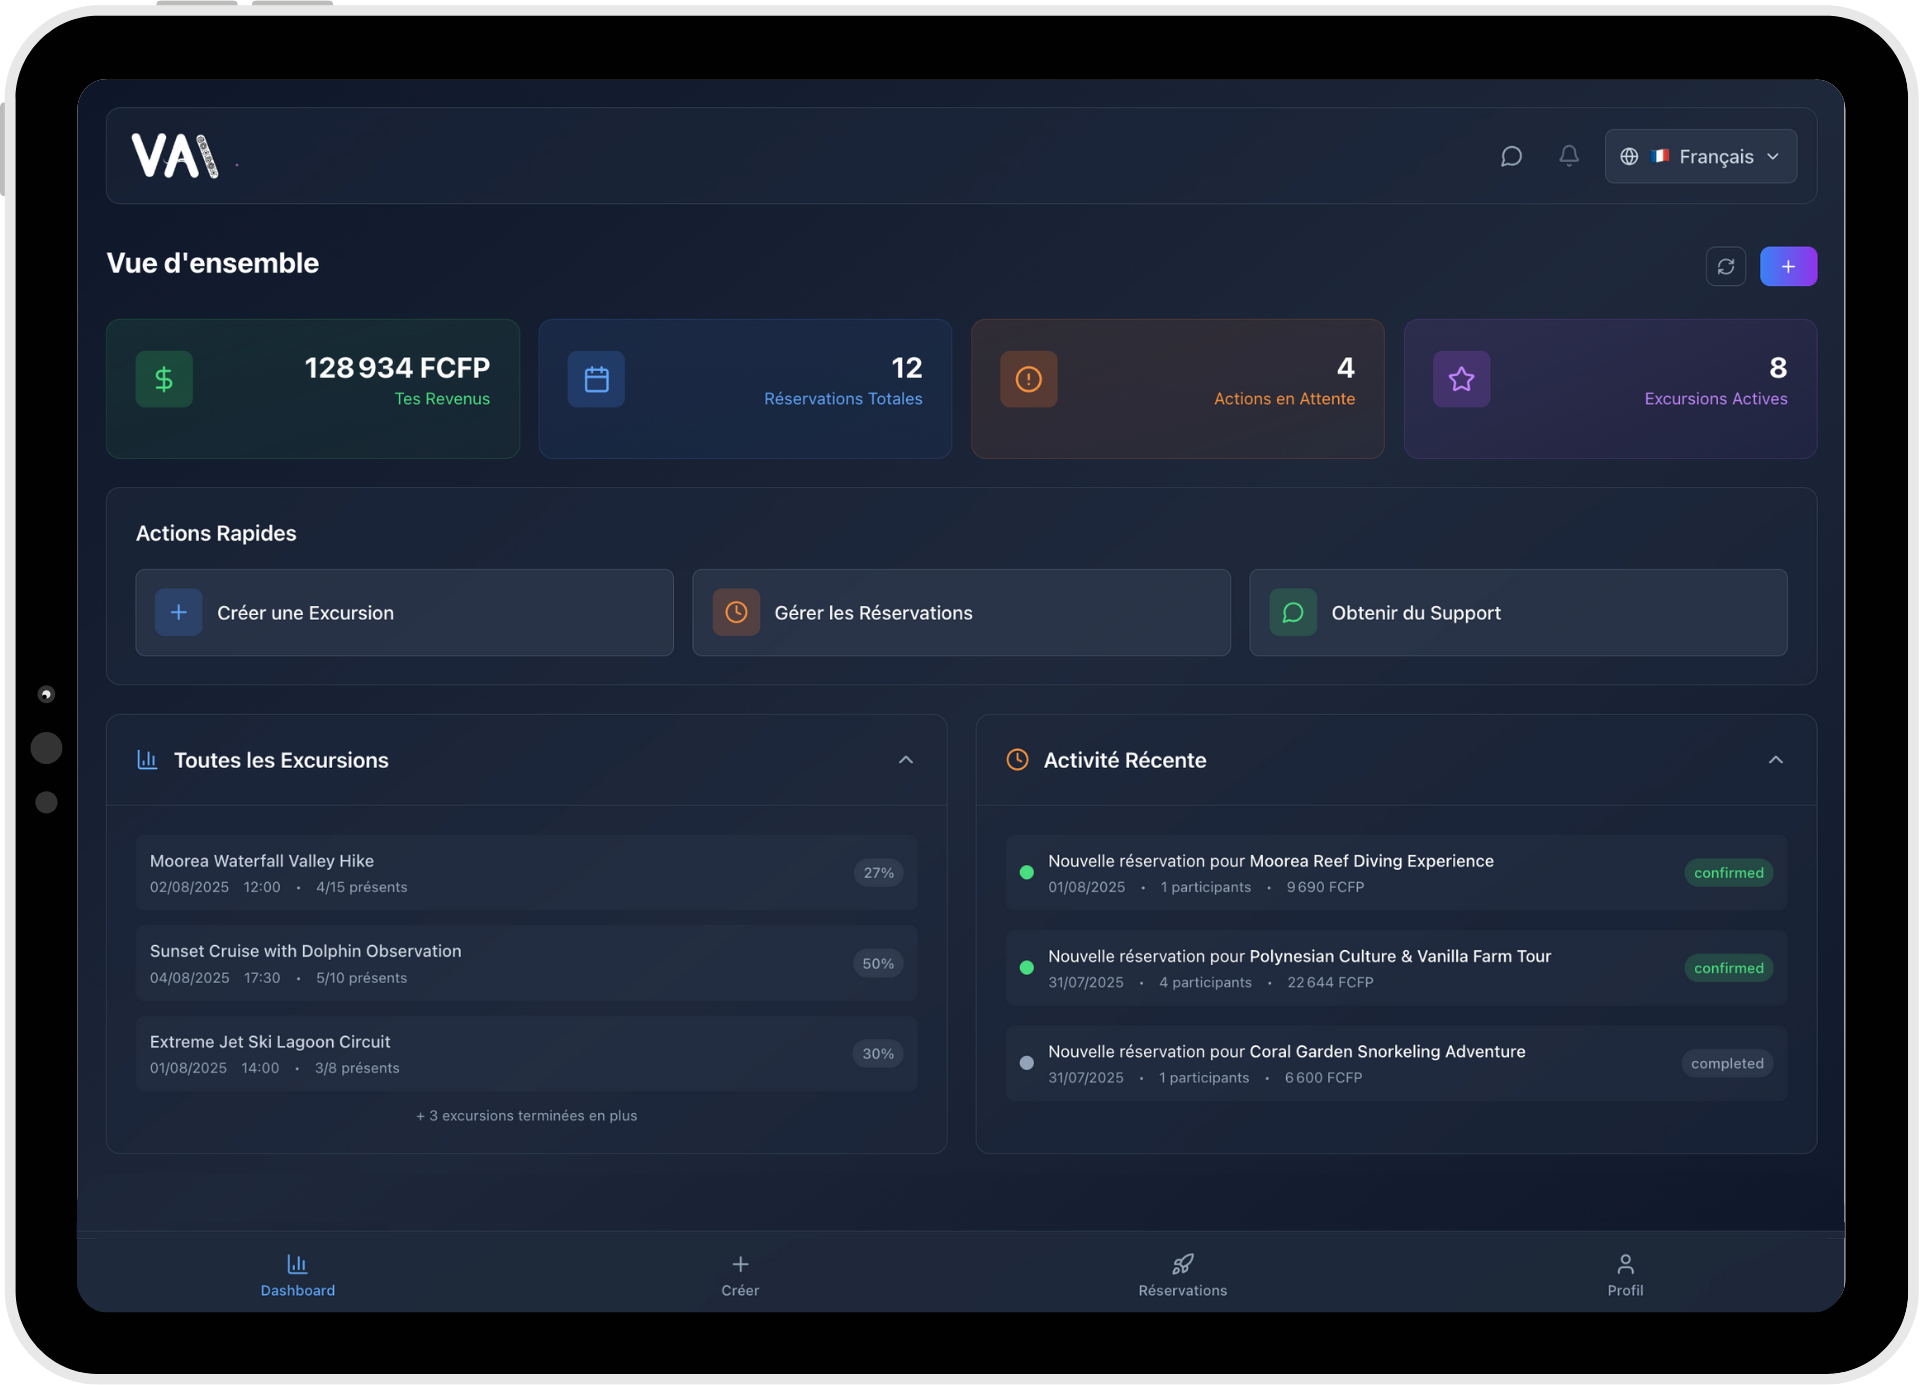 VAI
Français
Vue d'ensemble
128 934 FCFP
Tes Revenus
12
Réservations Totales
4
Actions en Attente
8
Excursions Actives
Actions Rapides
Créer une Excursion
Gérer les Réservations
Obtenir du Support
Toutes les Excursions
Moorea Waterfall Valley Hike
02/08/2025 12:00 • 4/15 présents
27%
Sunset Cruise with Dolphin Observation
04/08/2025 17:30 • 5/10 présents
50%
Extreme Jet Ski Lagoon Circuit
01/08/2025 14:00 • 3/8 présents
30%
+ 3 excursions terminées en plus
Activité Récente
Nouvelle réservation pour Moorea Reef Diving Experience
01/08/2025 • 1 participants • 9 690 FCFP
confirmed
Nouvelle réservation pour Polynesian Culture & Vanilla Farm Tour
31/07/2025 • 4 participants • 22 644 FCFP
confirmed
Nouvelle réservation pour Coral Garden Snorkeling Adventure
31/07/2025 • 1 participants • 6 600 FCFP
completed
Dashboard
Créer
Réservations
Profil